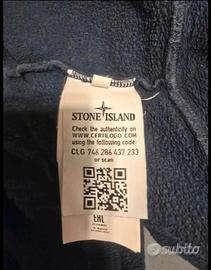 STONE ISLAND
Check the authenticity on
WWW.CERTILOGO.COM
using the following code:
CLG 746 286 437 233
or scan
EAC
subito